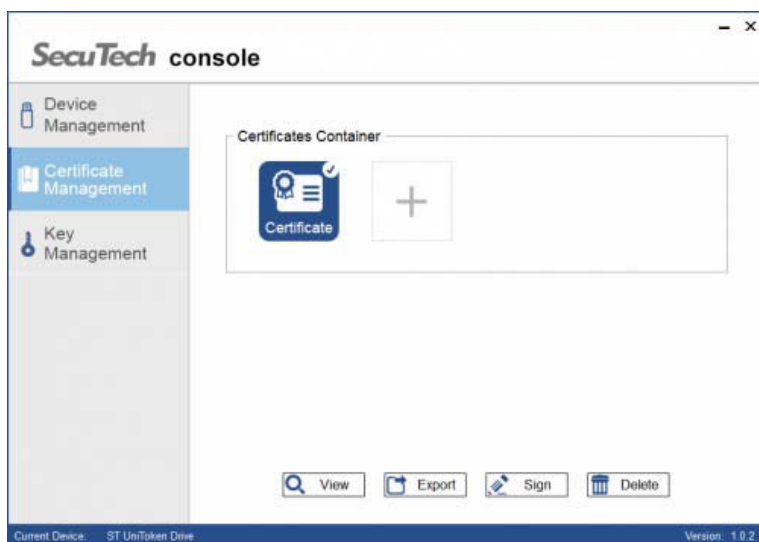 SecuTech console
Device
Management
Certificate
Management
Key
Management
Certificates Container
Certificate
View
Export
Sign
Delete
Current Device: ST UniToken Drive
Version: 1.0.2